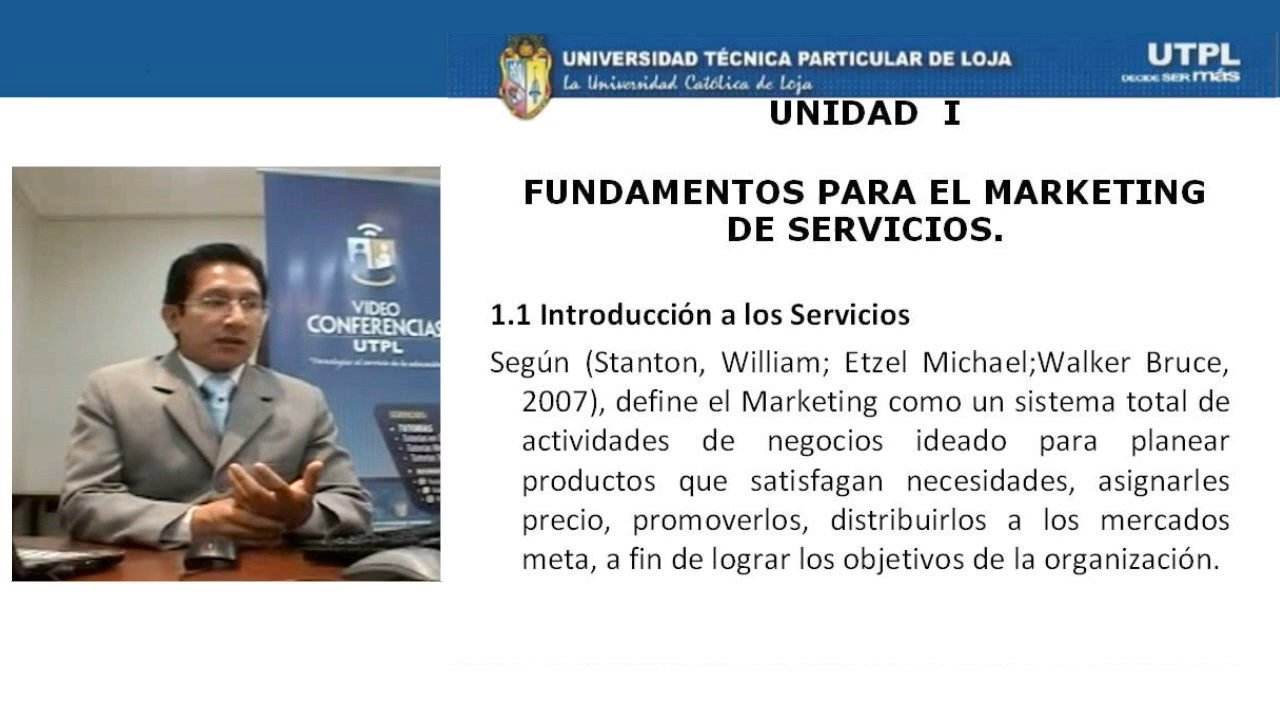 UNIVERSIDAD TÉCNICA PARTICULAR DE LOJA
La Universidad Católica de Loja
UTPL
DECIDE SER más
UNIDAD I
FUNDAMENTOS PARA EL MARKETING
DE SERVICIOS.
VIDEO
CONFERENCIAS
UTPL
1.1 Introducción a los Servicios
Según (Stanton, William; Etzel Michael;Walker Bruce,
2007), define el Marketing como un sistema total de
actividades de negocios ideado para planear
productos que satisfagan necesidades, asignarles
precio, promoverlos, distribuirlos a los mercados
meta, a fin de lograr los objetivos de la organización.